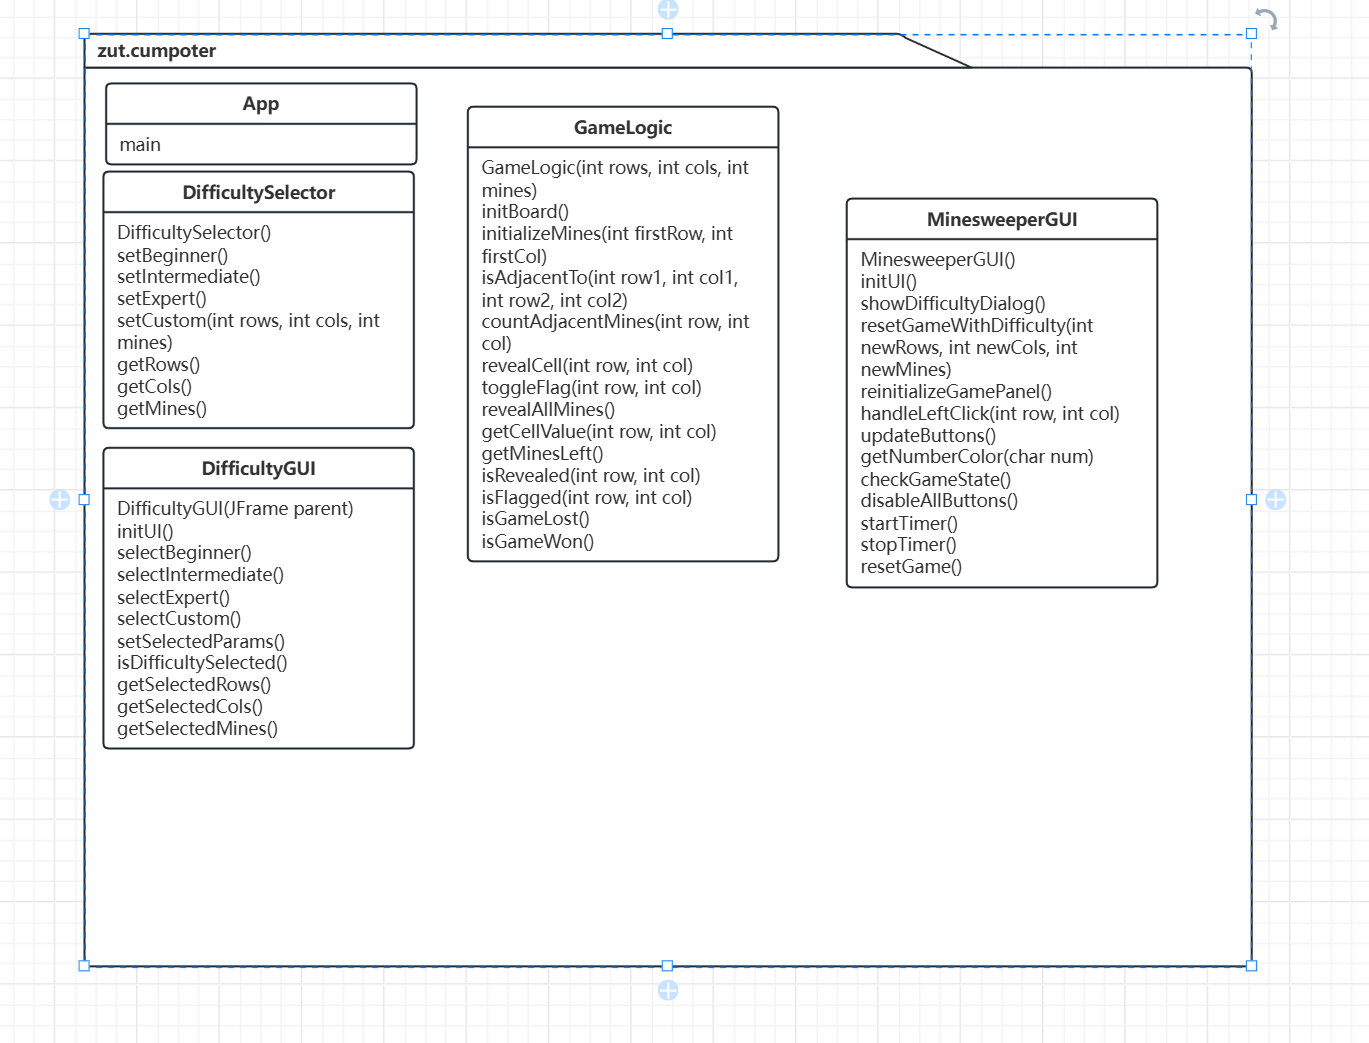 zut.cumpoter
App
main
DifficultySelector
DifficultySelector()
setBeginner()
setIntermediate()
setExpert()
setCustom(int rows, int cols, int
mines)
getRows()
getCols()
getMines()
DifficultyGUI
DifficultyGUI(JFrame parent)
initUI()
selectBeginner()
selectIntermediate()
selectExpert()
selectCustom()
setSelectedParams()
isDifficultySelected()
getSelectedRows()
getSelectedCols()
getSelectedMines()
GameLogic
GameLogic(int rows, int cols, int
mines)
initBoard()
initializeMines(int firstRow, int
firstCol)
isAdjacentTo(int row1, int col1,
int row2, int col2)
countAdjacentMines(int row, int
col)
revealCell(int row, int col)
toggleFlag(int row, int col)
revealAllMines()
getCellValue(int row, int col)
getMinesLeft()
isRevealed(int row, int col)
isFlagged(int row, int col)
isGameLost()
isGameWon()
MinesweeperGUI
MinesweeperGUI()
initUI()
showDifficultyDialog()
resetGameWithDifficulty(int
newRows, int newCols, int
newMines)
reinitializeGamePanel()
handleLeftClick(int row, int col)
updateButtons()
getNumberColor(char num)
checkGameState()
disableAllButtons()
startTimer()
stopTimer()
resetGame()